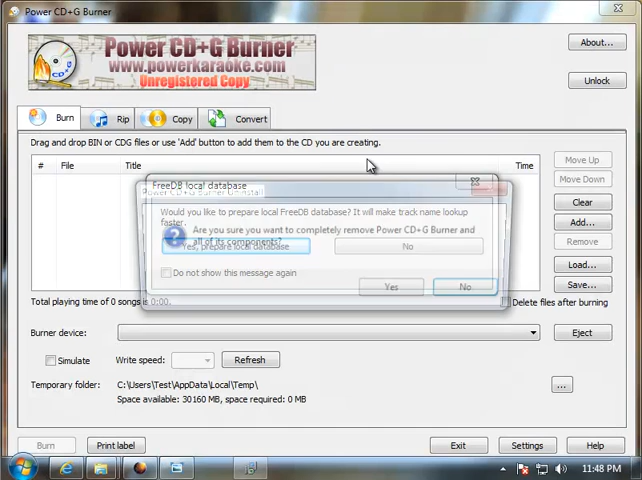 Power CD+G Burner
Power CD+G Burner
www.powerkaraoke.com
Unregistered Copy
About...
Unlock
Burn
Rip
Copy
Convert
Drag and drop BIN or CDG files or use 'Add' button to add them to the CD you are creating.
# File Title Time
Move Up
Move Down
Clear
Add...
Remove
Load...
Save...
FreeDB local database
Power CD+G Burner Uninstall
Would you like to prepare local FreeDB database? It will make track name lookup
faster.
Are you sure you want to completely remove Power CD+G Burner and
all of its components?
Yes, prepare local database
No
Do not show this message again
Yes
No
Total playing time of 0 songs is 0:00.
Delete files after burning
Burner device:
Eject
Simulate
Write speed:
Refresh
Temporary folder:
C:\Users\Test\AppData\Local\Temp\
...
Space available: 30160 MB, space required: 0 MB
Burn
Print label
Exit
Settings
Help
11:48 PM